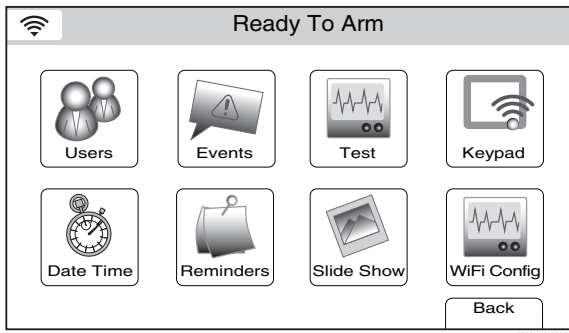 Ready To Arm
Users
Events
Test
Keypad
Date Time
Reminders
Slide Show
WiFi Config
Back